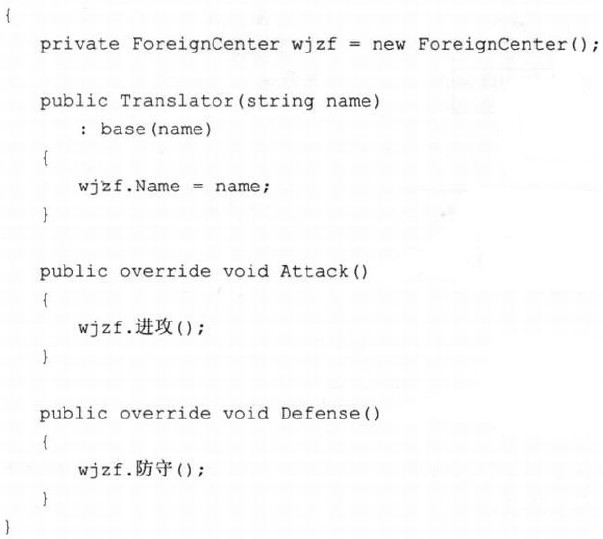 {
private ForeignCenter wjzf = new ForeignCenter();
public Translator(string name)
: base(name)
{
wjzf.Name = name;
}
public override void Attack()
{
wjzf.进攻();
}
public override void Defense()
{
wjzf.防守();
}
}